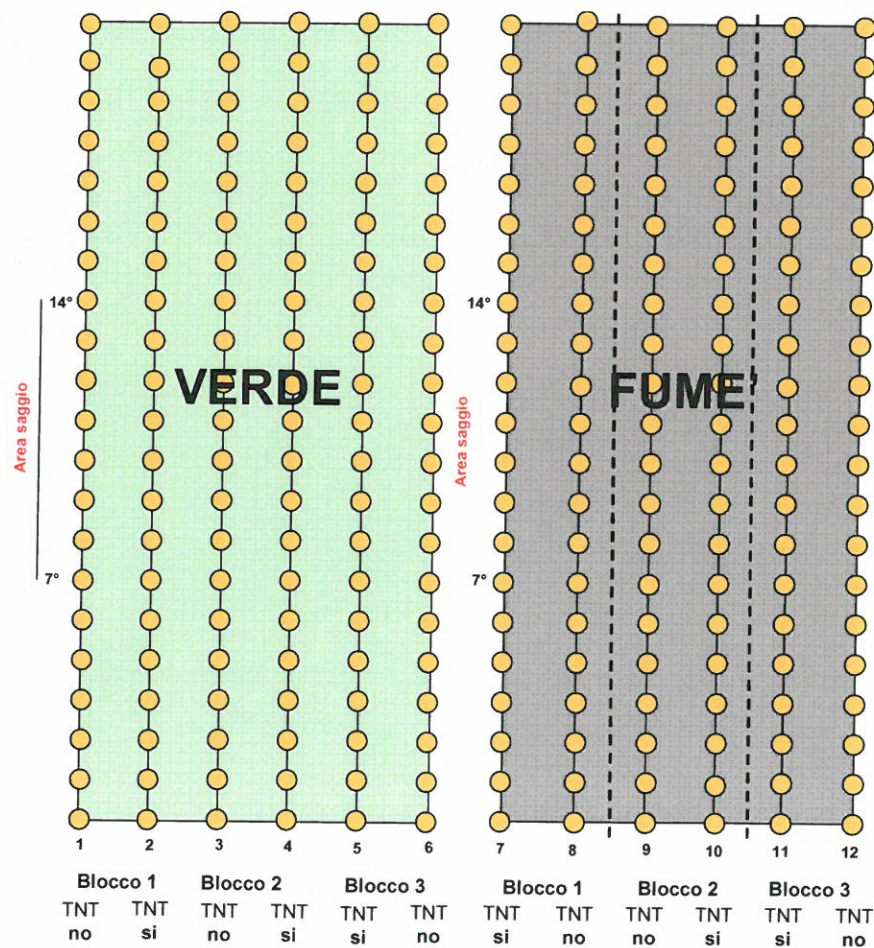 14°
14°
VERDE
FUME'
Area saggio
Area saggio
7°
7°
1 2 3 4 5 6 7 8 9 10 11 12
Blocco 1 Blocco 2 Blocco 3 Blocco 1 Blocco 2 Blocco 3
TNT TNT TNT TNT TNT TNT TNT TNT TNT TNT TNT TNT
no si no si si no si no no si si no